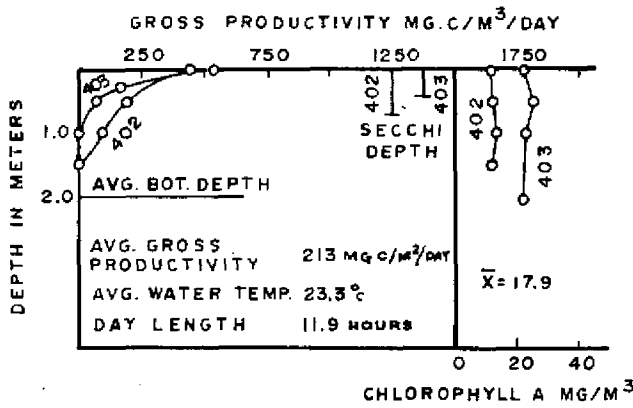 GROSS PRODUCTIVITY MG.C/M³/DAY
250 750 1250 1750
403
402
402
403
SECCHI
DEPTH
402
403
1.0
2.0
DEPTH IN METERS
AVG. BOT. DEPTH
AVG. GROSS
PRODUCTIVITY 213 MG C/M²/DAY
AVG. WATER TEMP. 23.3°C
DAY LENGTH 11.9 HOURS
X̄=17.9
0 20 40
CHLOROPHYLL A MG/M³